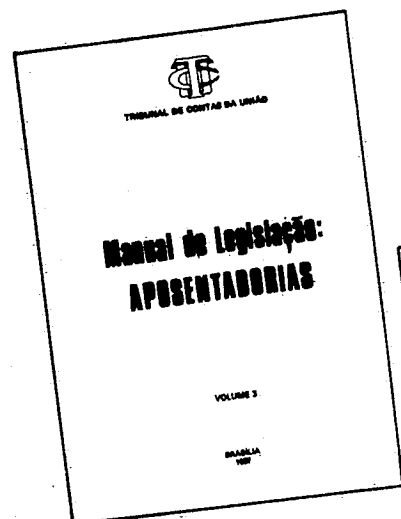 TRIBUNAL DE CONTAS DA UNIÃO
Manual de Legislação:
APOSENTADORIAS
VOLUME 3
BRASÍLIA